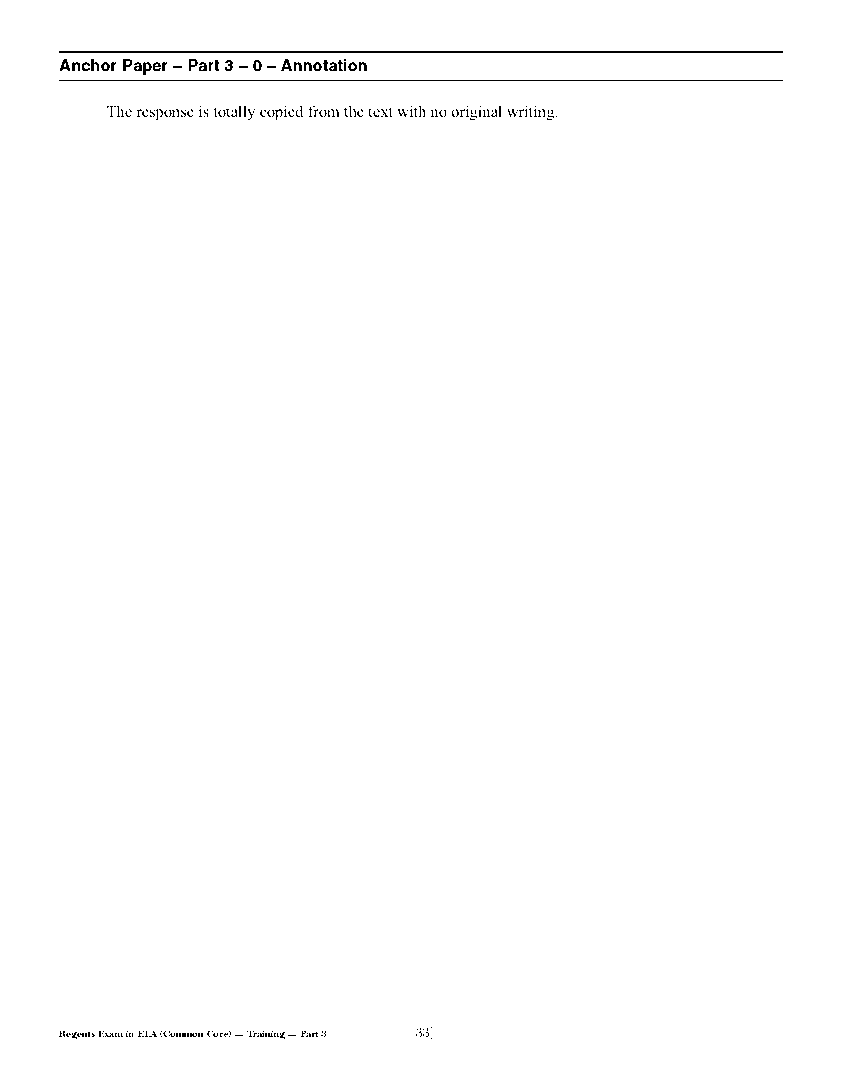 Anchor Paper – Part 3 – 0 – Annotation
The response is totally copied from the text with no original writing.
Regents Exam in ELA (Common Core) — Training — Part 3
[33]